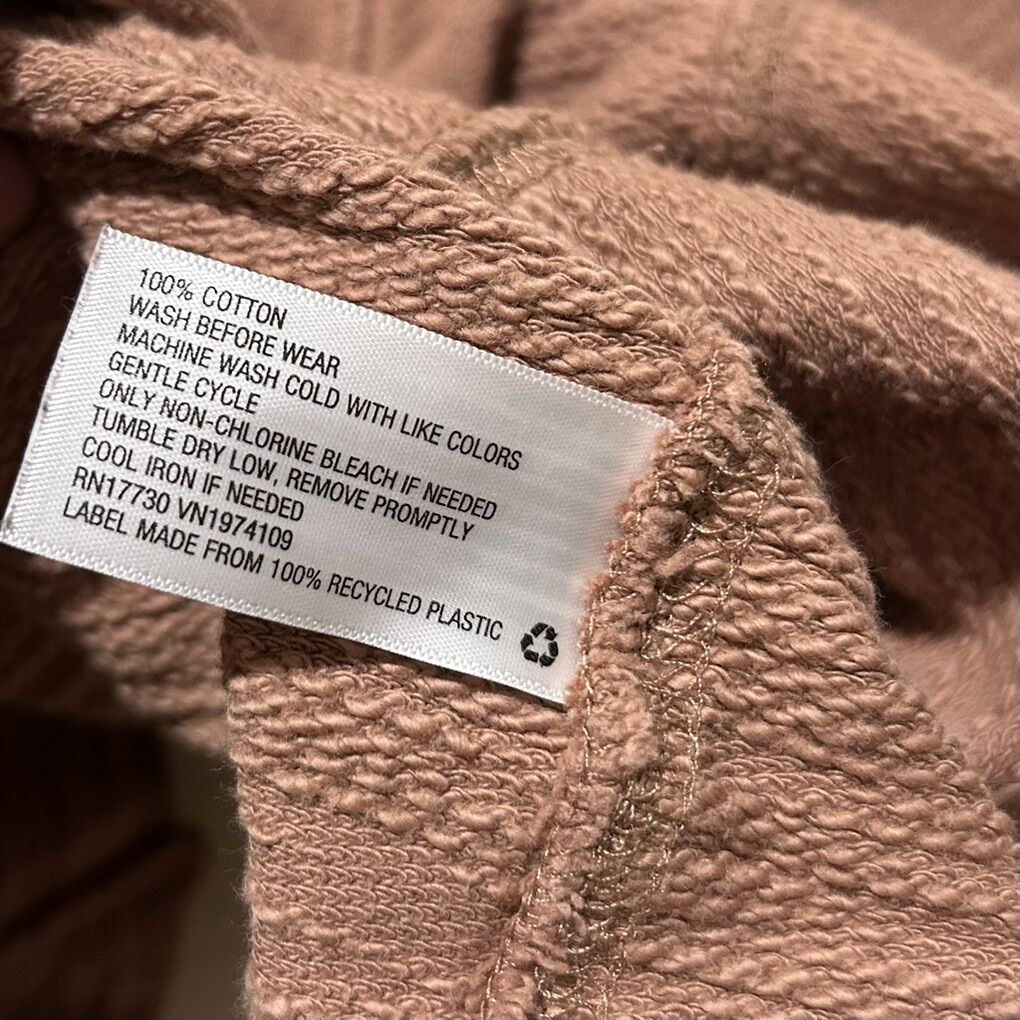 100% COTTON
WASH BEFORE WEAR
MACHINE WASH COLD WITH LIKE COLORS
GENTLE CYCLE
ONLY NON-CHLORINE BLEACH IF NEEDED
TUMBLE DRY LOW, REMOVE PROMPTLY
COOL IRON IF NEEDED
RN17730 VN1974109
LABEL MADE FROM 100% RECYCLED PLASTIC